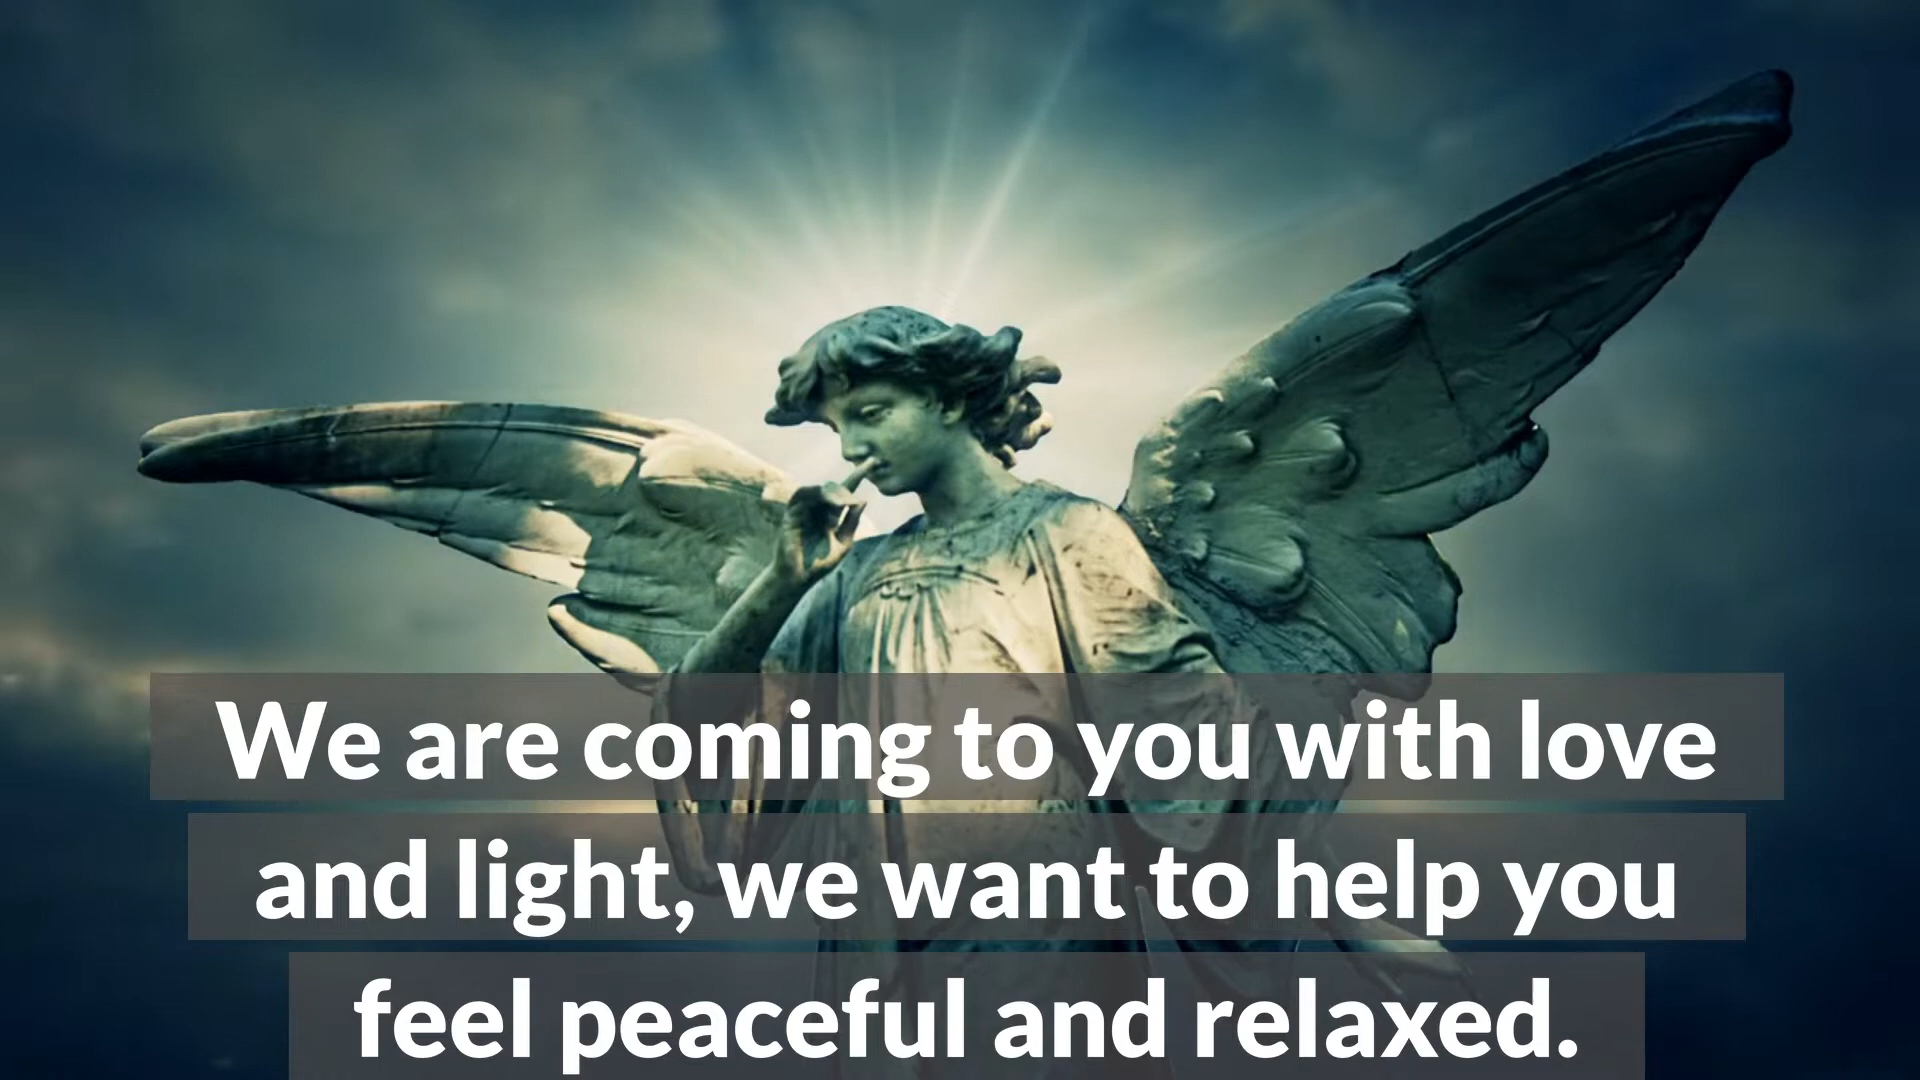 We are coming to you with love
and light, we want to help you
feel peaceful and relaxed.